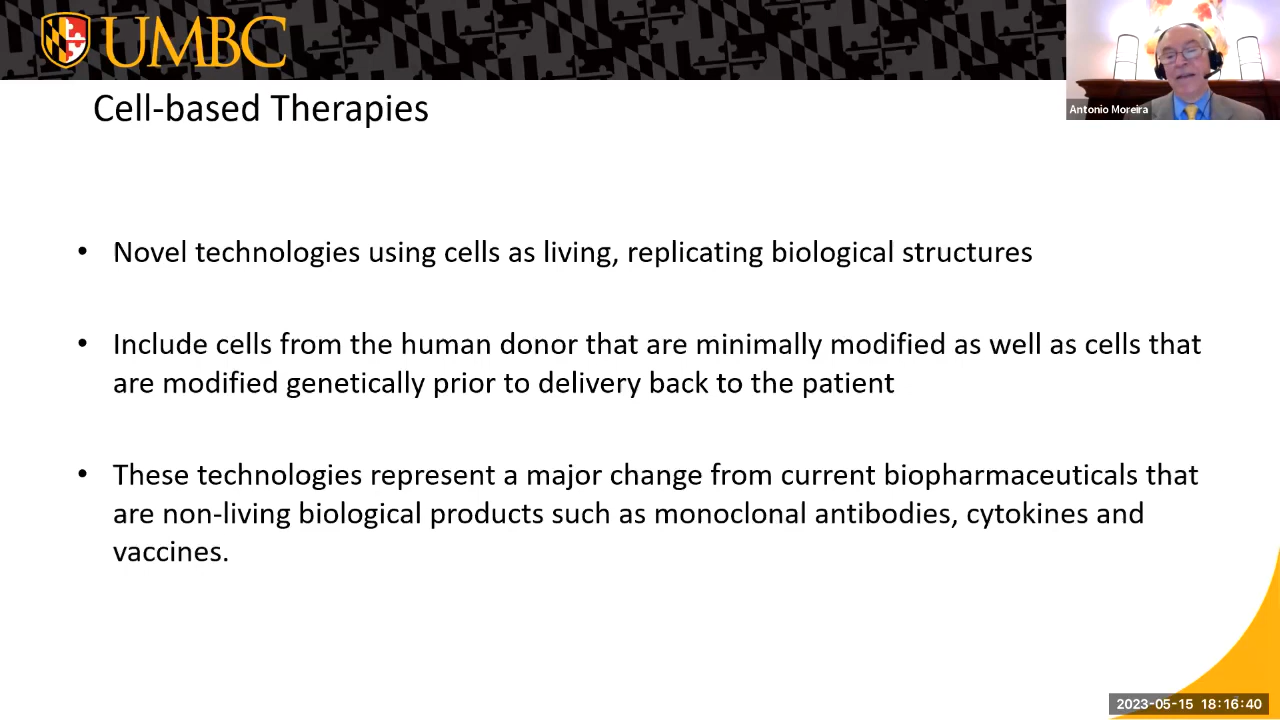 UMBC
Antonio Moreira
Cell-based Therapies
• Novel technologies using cells as living, replicating biological structures
• Include cells from the human donor that are minimally modified as well as cells that
are modified genetically prior to delivery back to the patient
• These technologies represent a major change from current biopharmaceuticals that
are non-living biological products such as monoclonal antibodies, cytokines and
vaccines.
2023-05-15 18:16:40